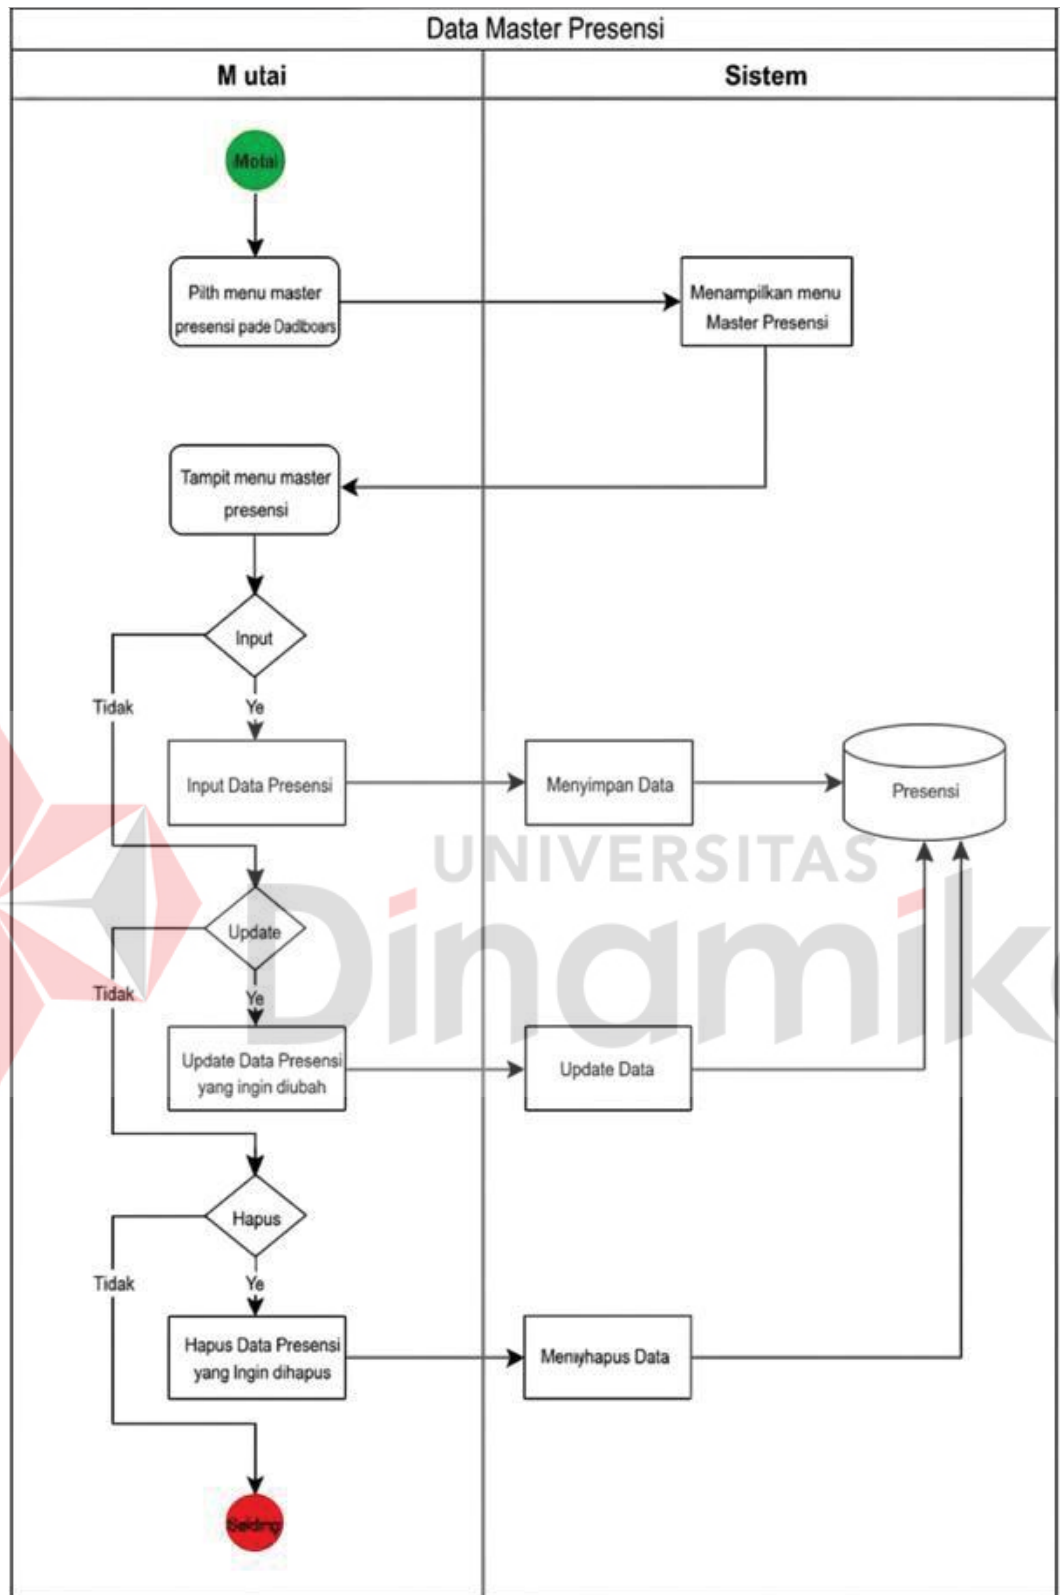 Data Master Presensi
M utai
Sistem
Motai
Pilth menu master
presensi pade Dadlboars
Menampilkan menu
Master Presensi
Tampit menu master
presensi
Input
Tidak
Ye
Input Data Presensi
Menyimpan Data
Presensi
UNIVERSITAS
Dinamik
Update
Tidak
Ye
Update Data Presensi
yang ingin diubah
Update Data
Hapus
Tidak
Ye
Hapus Data Presensi
yang Ingin dihapus
Menyhapus Data